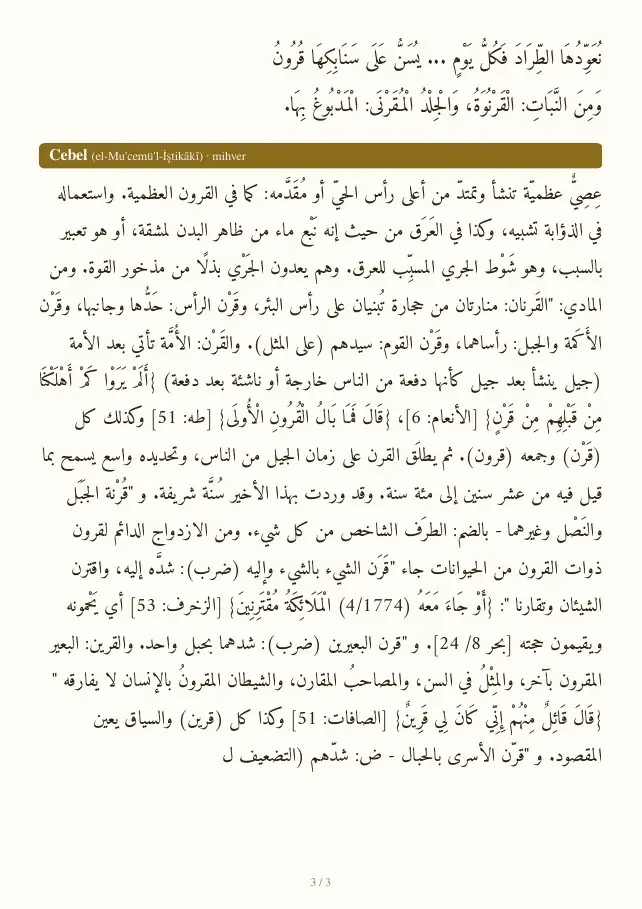 نُعَوِّدُهَا الطِّرَادَ فَكُلُّ يَوْمٍ ... يُسَنُّ عَلَى سَنَابِكِهَا قُرُونُ
وَمِنَ النَّبَاتِ: الْقَرْنُوَةُ، وَالْجِلْدُ الْمُقَرْنَى: الْمَدْبُوغُ بِهَا.
Cebel (el-Mu'cemü'l-İştikâkî) · mihver
عِصِيٌّ عظميّة تنشأ وتمتدّ من أعلى رأس الحيّ أو مُقَدَّمه: كما في القرون العظمية. واستعماله
في الذؤابة تشبيه، وكذا في العَرَق من حيث إنه نَبْع ماء من ظاهر البدن لمشقة، أو هو تعبير
بالسبب، وهو شَوْط الجري المسبِّب للعرق. وهم يعدون الجَرْي بذلًا من مذخور القوة. ومن
المادي: "القَرنان: منارتان من حجارة تُبنيان على رأس البئر، وقَرْن الرأس: حَدُّها وجانبها، وقَرْن
الأَكَمة والجبل: رأساهما، وقَرْن القوم: سيدهم (على المثل). والقَرْن: الأُمَّة تأتي بعد الأمة
(جيل ينشأ بعد جيل كأنها دفعة من الناس خارجة أو ناشئة بعد دفعة) {أَلَمْ يَرَوْا كَمْ أَهْلَكْنَا
مِنْ قَبْلِهِمْ مِنْ قَرْنٍ} [الأنعام: 6]، {قَالَ فَمَا بَالُ الْقُرُونِ الْأُولَى} [طه: 51] وكذلك كل
(قَرْن) وجمعه (قرون). ثم يطلَق القرن على زمان الجيل من الناس، وتحديده واسع يسمح بما
قيل فيه من عشر سنين إلى مئة سنة. وقد وردت بهذا الأخير سُنَّة شريفة. و "قُرْنة الجَبَل
والنَصْل وغيرهما - بالضم: الطرَف الشاخص من كل شيء. ومن الازدواج الدائم لقرون
ذوات القرون من الحيوانات جاء "قَرَن الشيء بالشيء وإليه (ضرب): شدَّه إليه، واقترن
الشيئان وتقارنا ": {أَوْ جَاءَ مَعَهُ (4/1774) الْمَلَائِكَةُ مُقْتَرِنِينَ} [الزخرف: 53] أي يَحْمونه
ويقيمون حجته [بحر 8/ 24]. و "قرن البعيرين (ضرب): شدهما بحبل واحد. والقرين: البعير
المقرون بآخر، والمِثْلُ في السن، والمصاحبُ المقارن، والشيطان المقرونُ بالإنسان لا يفارقه "
{قَالَ قَائِلٌ مِنْهُمْ إِنِّي كَانَ لِي قَرِينٌ} [الصافات: 51] وكذا كل (قرين) والسياق يعين
المقصود. و "قرّن الأسرى بالحبال - ض: شدّهم (التضعيف ل
3 / 3